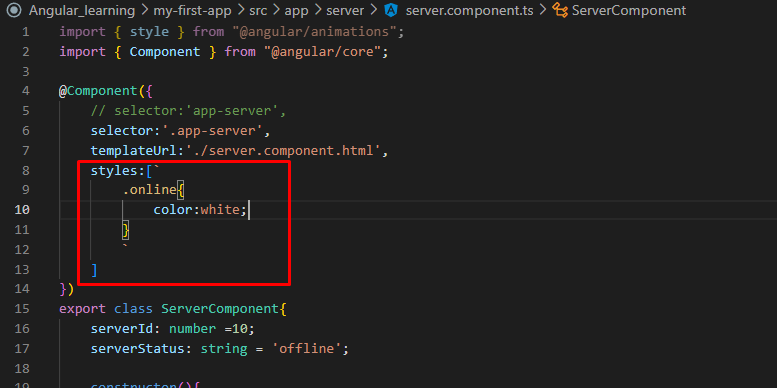 Angular_learning > my-first-app > src > app > server > server.component.ts > ServerComponent
1 import { style } from "@angular/animations";
2 import { Component } from "@angular/core";
3
4 @Component({
5 // selector:'app-server',
6 selector:'.app-server',
7 templateUrl:'./server.component.html',
8 styles:[`
9 .online{
10 color:white;
11 }
12 `
13 ]
14 })
15 export class ServerComponent{
16 serverId: number =10;
17 serverStatus: string = 'offline';
18
19 constructor(){